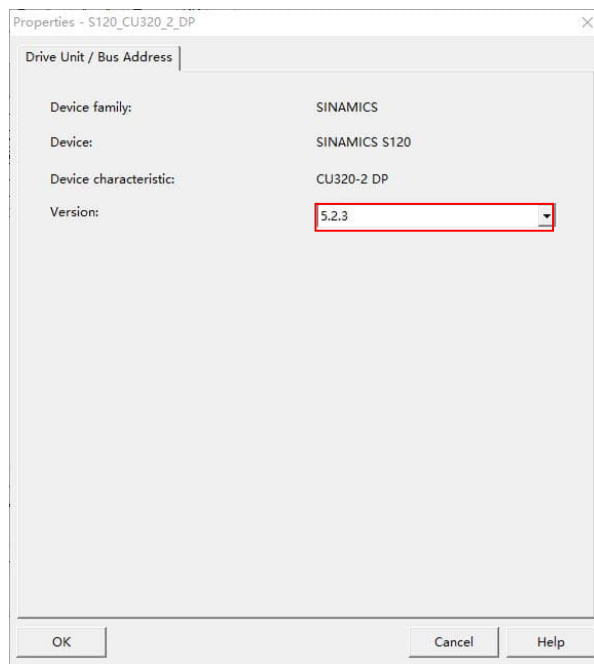 Properties - S120_CU320_2_DP
Drive Unit / Bus Address
Device family: SINAMICS
Device: SINAMICS S120
Device characteristic: CU320-2 DP
Version: 5.2.3
OK Cancel Help